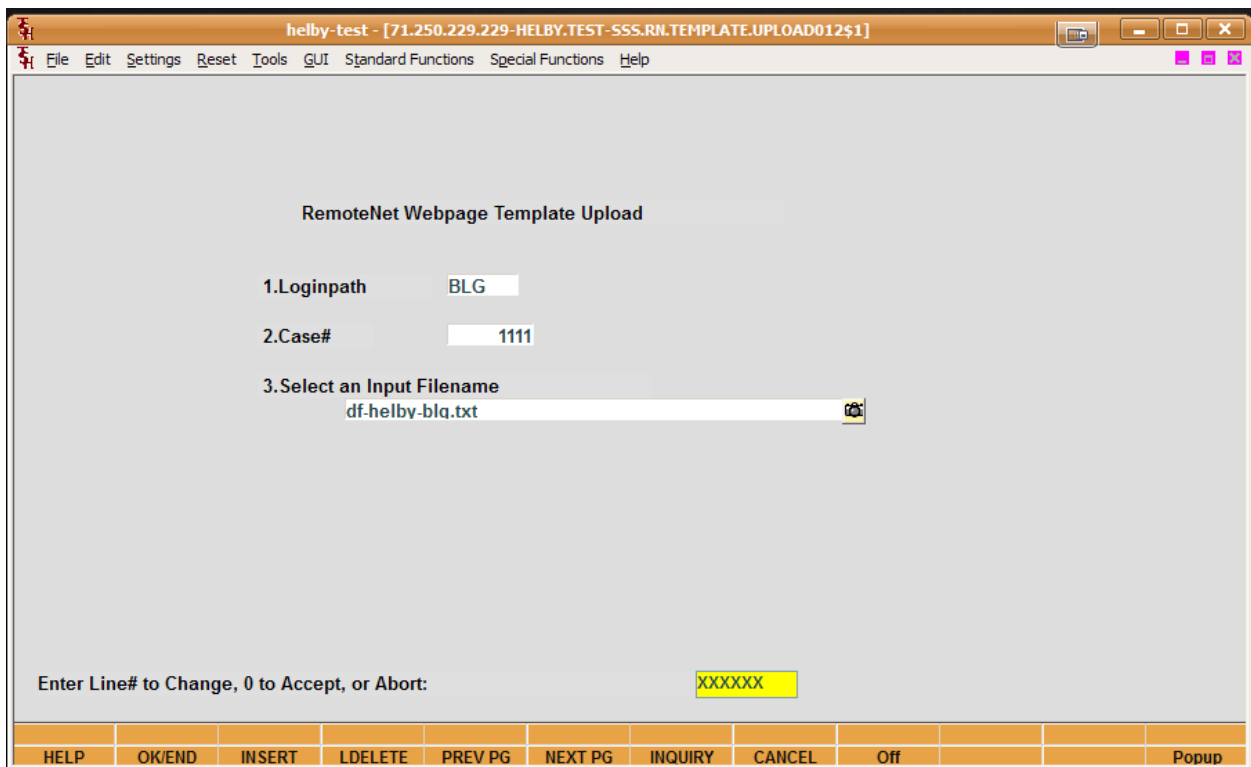 helby-test - [71.250.229.229-HELBY.TEST-SSS.RN.TEMPLATE.UPLOAD012$1]
File Edit Settings Reset Tools GUI Standard Functions Special Functions Help
RemoteNet Webpage Template Upload
1.Loginpath BLG
2.Case# 1111
3.Select an Input Filename
df-helby-blg.txt
Enter Line# to Change, 0 to Accept, or Abort: XXXXXX
HELP OK/END INSERT LDELETE PREV PG NEXT PG INQUIRY CANCEL Off Popup